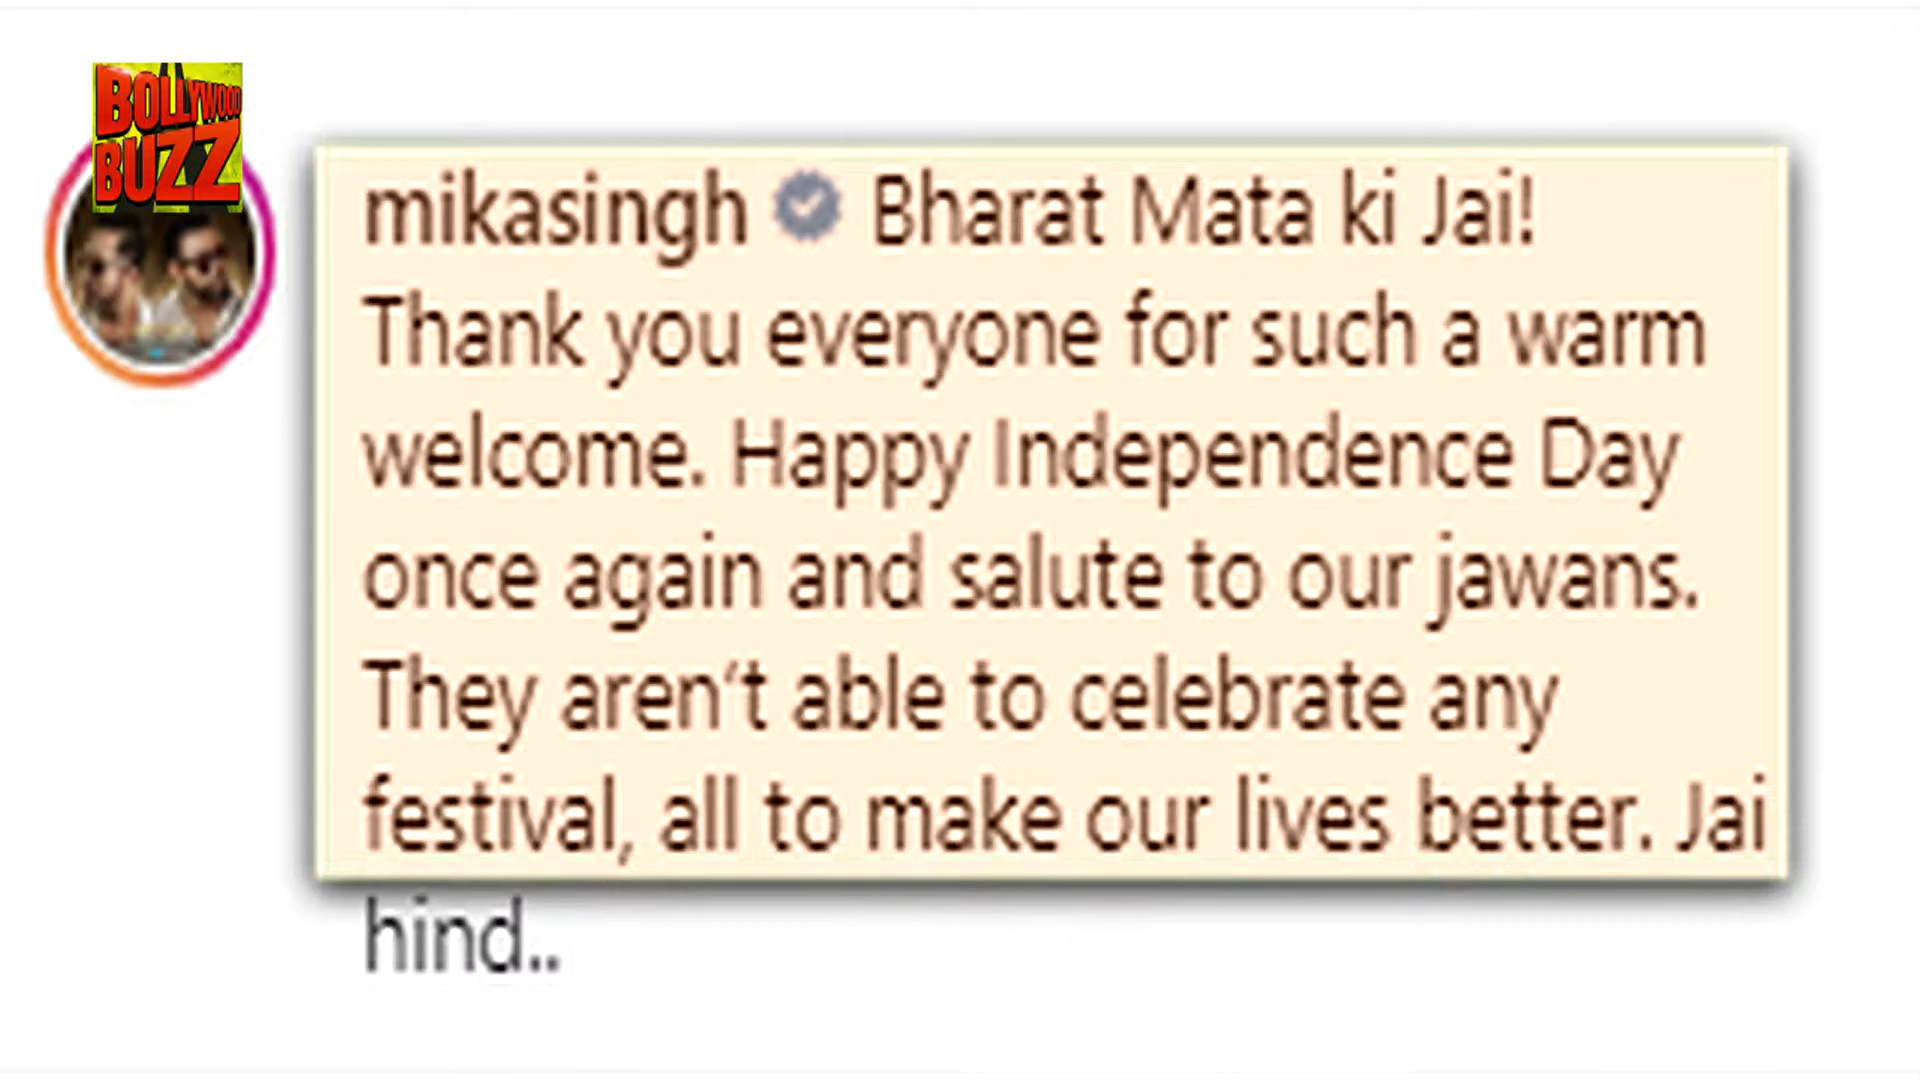 BOLLYWOOD
BUZZ
mikasingh Bharat Mata ki Jai!
Thank you everyone for such a warm
welcome. Happy Independence Day
once again and salute to our jawans.
They aren't able to celebrate any
festival, all to make our lives better. Jai
hind..